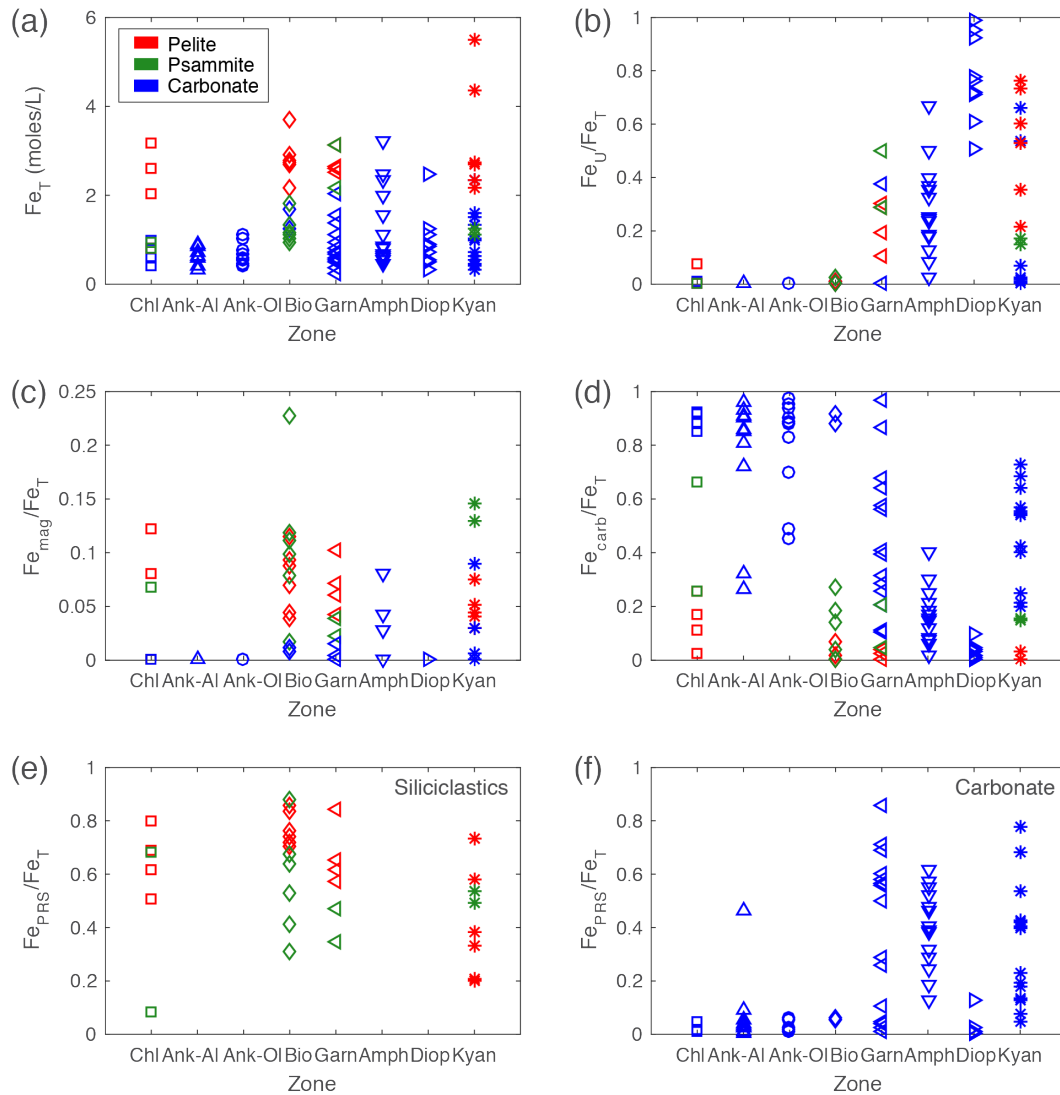 (a)
6
4
2
0
Fe_T (moles/L)
Pelite
Psammite
Carbonate
Chl Ank-Al Ank-Ol Bio Garn Amph Diop Kyan
Zone
(b)
1
0.8
0.6
0.4
0.2
0
Fe_U/Fe_T
Chl Ank-Al Ank-Ol Bio Garn Amph Diop Kyan
Zone
(c)
0.25
0.2
0.15
0.1
0.05
0
Fe_mag/Fe_T
Chl Ank-Al Ank-Ol Bio Garn Amph Diop Kyan
Zone
(d)
1
0.8
0.6
0.4
0.2
0
Fe_carb/Fe_T
Chl Ank-Al Ank-Ol Bio Garn Amph Diop Kyan
Zone
(e)
1
0.8
0.6
0.4
0.2
0
Fe_PRS/Fe_T
Siliciclastics
Chl Ank-Al Ank-Ol Bio Garn Amph Diop Kyan
Zone
(f)
1
0.8
0.6
0.4
0.2
0
Fe_PRS/Fe_T
Carbonate
Chl Ank-Al Ank-Ol Bio Garn Amph Diop Kyan
Zone